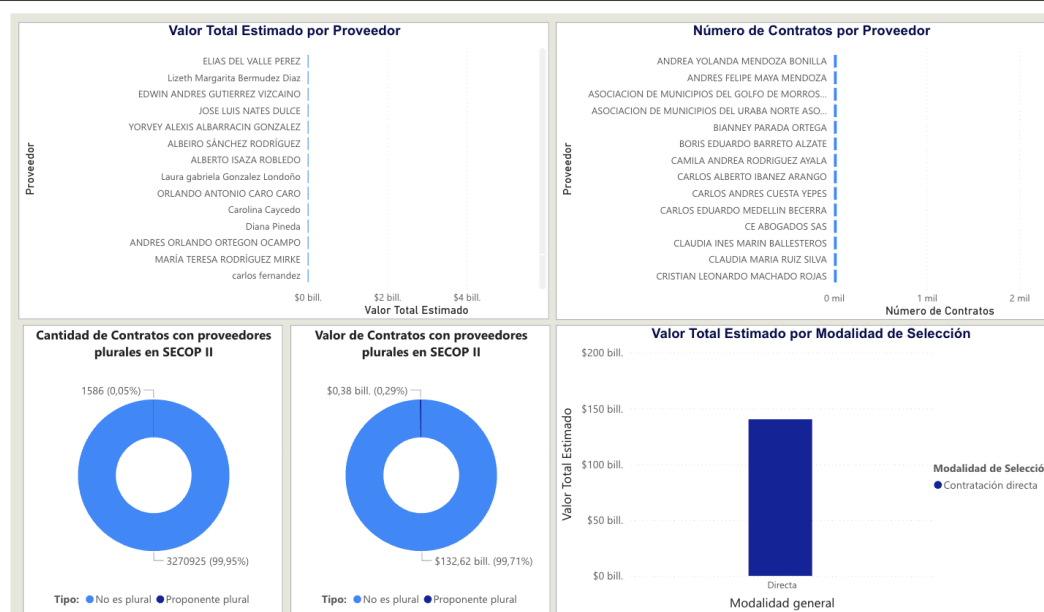 Valor Total Estimado por Proveedor
Proveedor
ELIAS DEL VALLE PEREZ
Lizeth Margarita Bermudez Diaz
EDWIN ANDRES GUTIERREZ VIZCAINO
JOSE LUIS NATES DULCE
YORVEY ALEXIS ALBARRACIN GONZALEZ
ALBEIRO SÁNCHEZ RODRÍGUEZ
ALBERTO ISAZA ROBLEDO
Laura gabriela Gonzalez Londoño
ORLANDO ANTONIO CARO CARO
Carolina Caycedo
Diana Pineda
ANDRES ORLANDO ORTEGON OCAMPO
MARÍA TERESA RODRÍGUEZ MIRKE
carlos fernandez
$0 bill. $2 bill. $4 bill.
Valor Total Estimado
Número de Contratos por Proveedor
Proveedor
ANDREA YOLANDA MENDOZA BONILLA
ANDRES FELIPE MAYA MENDOZA
ASOCIACION DE MUNICIPIOS DEL GOLFO DE MORROS...
ASOCIACION DE MUNICIPIOS DEL URABA NORTE ASO...
BIANNEY PARADA ORTEGA
BORIS EDUARDO BARRETO ALZATE
CAMILA ANDREA RODRIGUEZ AYALA
CARLOS ALBERTO IBANEZ ARANGO
CARLOS ANDRES CUESTA YEPES
CARLOS EDUARDO MEDELLIN BECERRA
CE ABOGADOS SAS
CLAUDIA INES MARIN BALLESTEROS
CLAUDIA MARIA RUIZ SILVA
CRISTIAN LEONARDO MACHADO ROJAS
0 mil 1 mil 2 mil
Número de Contratos
Cantidad de Contratos con proveedores
plurales en SECOP II
1586 (0,05%)
3270925 (99,95%)
Tipo: No es plural Proponente plural
Valor de Contratos con proveedores
plurales en SECOP II
$0,38 bill. (0,29%)
$132,62 bill. (99,71%)
Tipo: No es plural Proponente plural
Valor Total Estimado por Modalidad de Selección
Valor Total Estimado
$200 bill.
$150 bill.
$100 bill.
$50 bill.
$0 bill.
Directa
Modalidad general
Modalidad de Selecció
Contratación directa